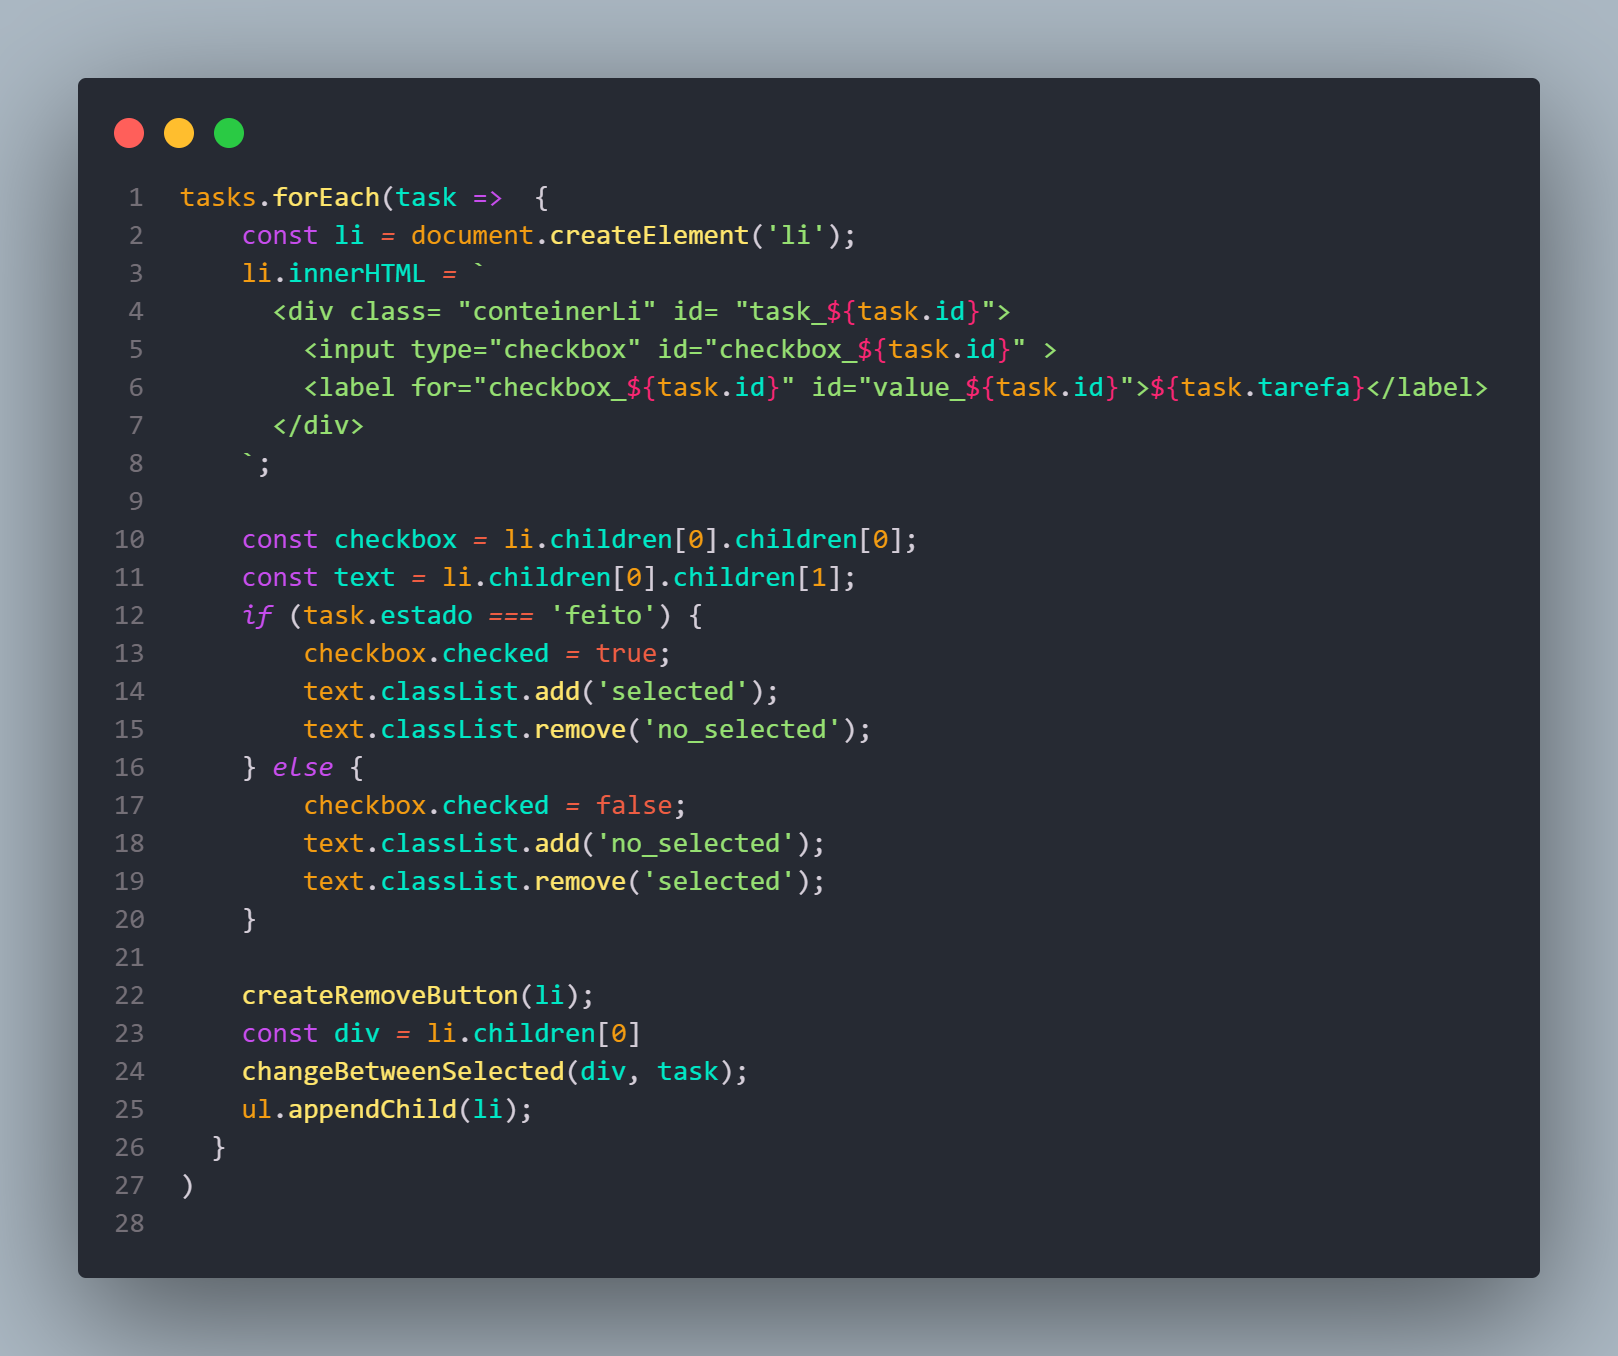 1 tasks.forEach(task =>  {
2     const li = document.createElement('li');
3     li.innerHTML = `
4       <div class= "conteinerLi" id= "task_${task.id}">
5         <input type="checkbox" id="checkbox_${task.id}" >
6         <label for="checkbox_${task.id}" id="value_${task.id}">${task.tarefa}</label>
7       </div>
8     `;
9
10     const checkbox = li.children[0].children[0];
11     const text = li.children[0].children[1];
12     if (task.estado === 'feito') {
13         checkbox.checked = true;
14         text.classList.add('selected');
15         text.classList.remove('no_selected');
16     } else {
17         checkbox.checked = false;
18         text.classList.add('no_selected');
19         text.classList.remove('selected');
20     }
21
22     createRemoveButton(li);
23     const div = li.children[0]
24     changeBetweenSelected(div, task);
25     ul.appendChild(li);
26   }
27 )
28